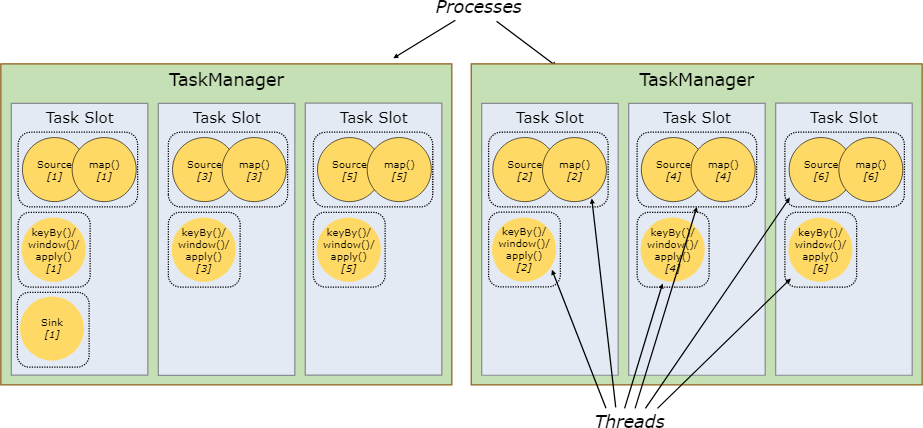 Processes
TaskManager
Task Slot
Source
[1]
map()
[1]
keyBy()/
window()/
apply()
[1]
Sink
[1]
Task Slot
Source
[3]
map()
[3]
keyBy()/
window()/
apply()
[3]
Task Slot
Source
[5]
map()
[5]
keyBy()/
window()/
apply()
[5]
TaskManager
Task Slot
Source
[2]
map()
[2]
keyBy()/
window()/
apply()
[2]
Task Slot
Source
[4]
map()
[4]
keyBy()/
window()/
apply()
[4]
Task Slot
Source
[6]
map()
[6]
keyBy()/
window()/
apply()
[6]
Threads